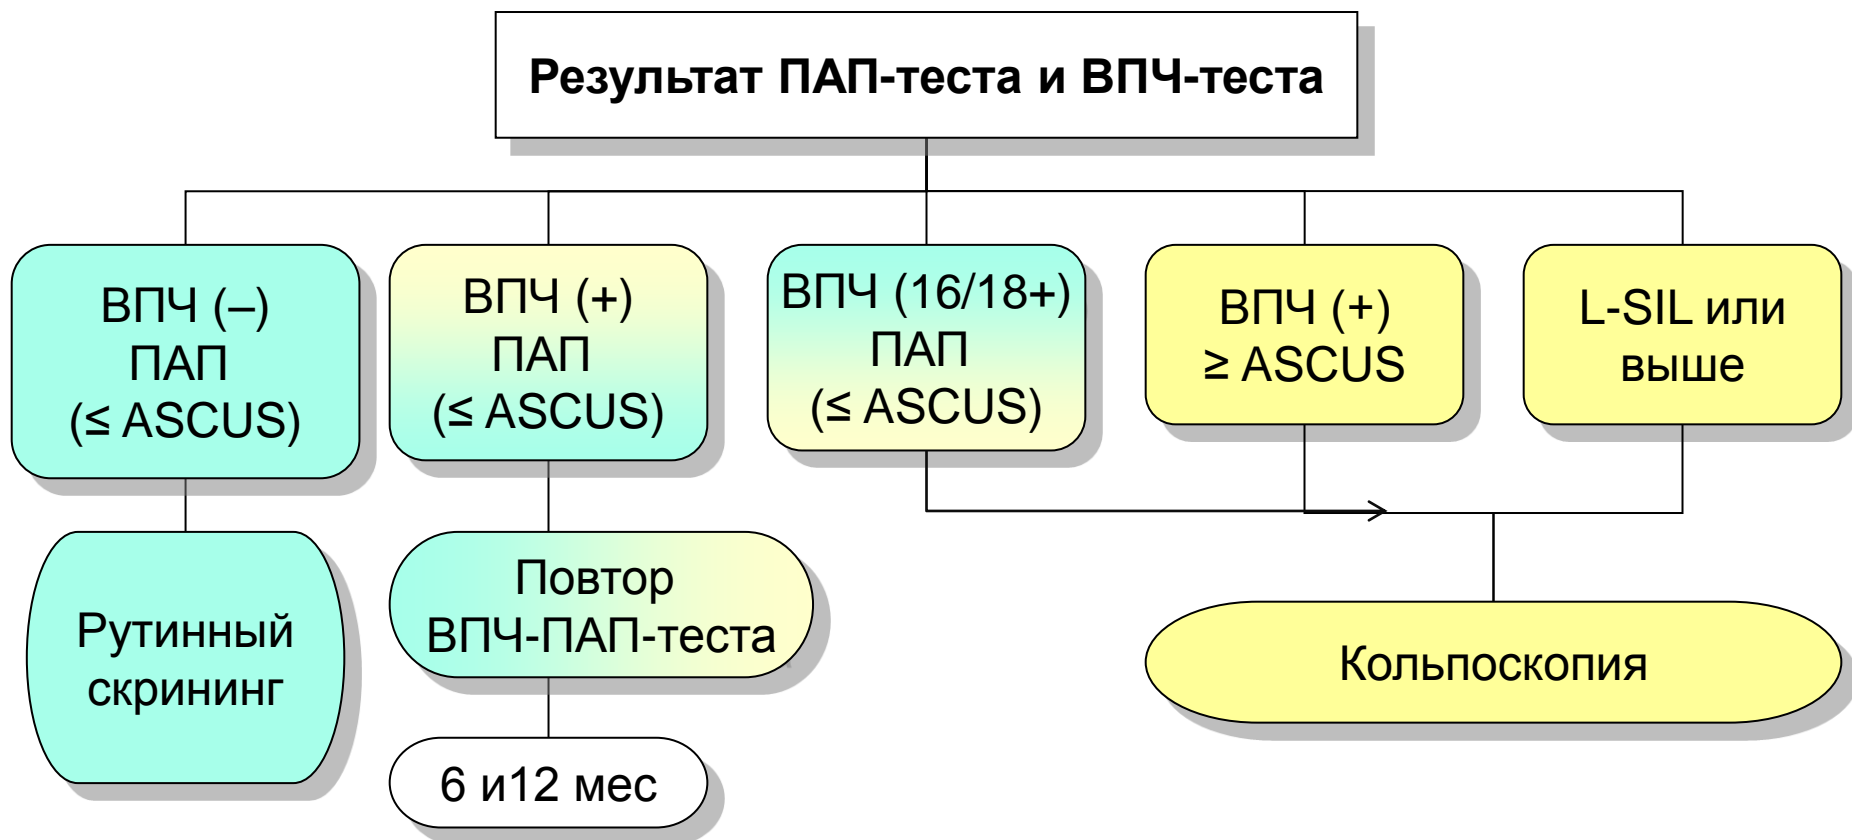 Результат ПАП-теста и ВПЧ-теста
ВПЧ (–)
ПАП
(≤ ASCUS)
ВПЧ (+)
ПАП
(≤ ASCUS)
ВПЧ (16/18+)
ПАП
(≤ ASCUS)
ВПЧ (+)
≥ ASCUS
L-SIL или
выше
Рутинный
скрининг
Повтор
ВПЧ-ПАП-теста
6 и12 мес
Кольпоскопия